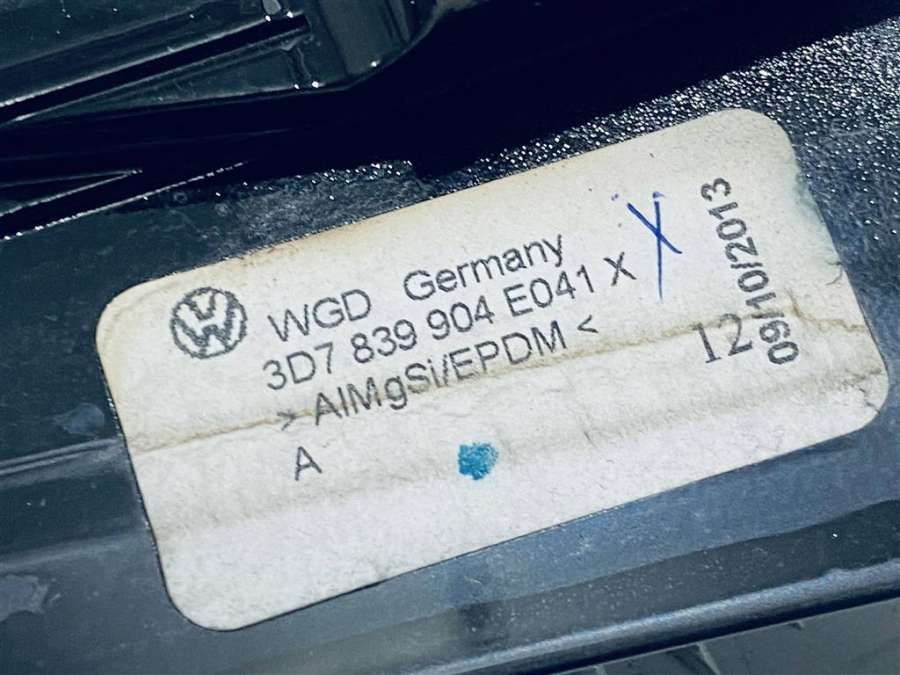 WGD Germany
3D7 839 904 E041 X X
> AlMgSi/EPDM <
A
12
09/10/2013